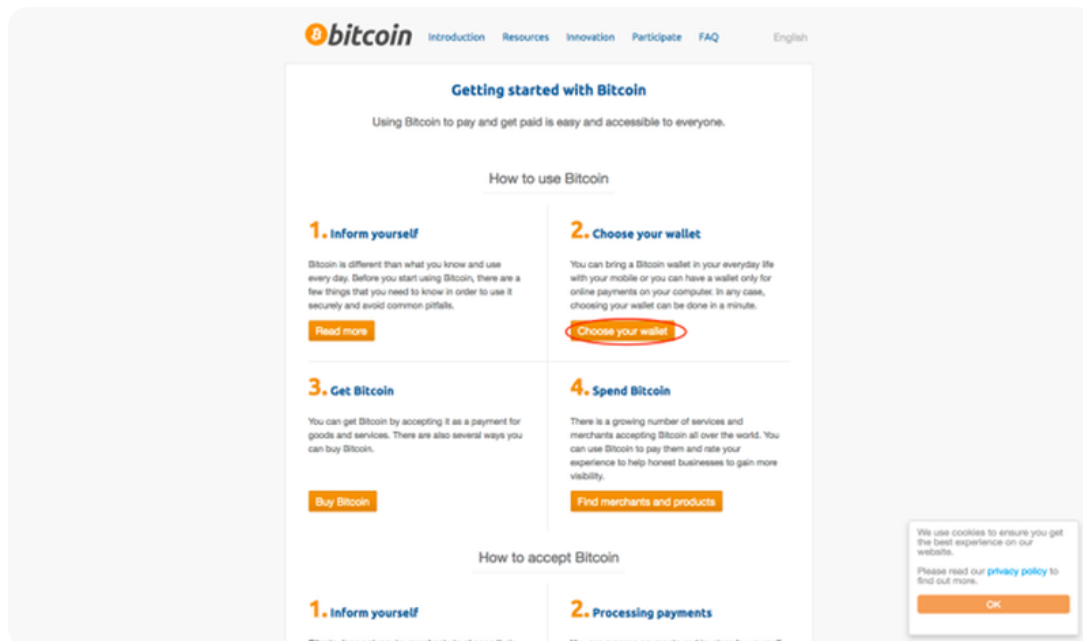 bitcoin
Introduction Resources Innovation Participate FAQ English
Getting started with Bitcoin
Using Bitcoin to pay and get paid is easy and accessible to everyone.
How to use Bitcoin
1. Inform yourself
Bitcoin is different than what you know and use
every day. Before you start using Bitcoin, there are a
few things that you need to know in order to use it
securely and avoid common pitfalls.
Read more
2. Choose your wallet
You can bring a Bitcoin wallet in your everyday life
with your mobile or you can have a wallet only for
online payments on your computer. In any case,
choosing your wallet can be done in a minute.
Choose your wallet
3. Get Bitcoin
You can get Bitcoin by accepting it as a payment for
goods and services. There are also several ways you
can buy Bitcoin.
Buy Bitcoin
4. Spend Bitcoin
There is a growing number of services and
merchants accepting Bitcoin all over the world. You
can use Bitcoin to pay them and rate your
experience to help honest businesses to gain more
visibility.
Find merchants and products
How to accept Bitcoin
1. Inform yourself
2. Processing payments
We use cookies to ensure you get
the best experience on our
website.
Please read our privacy policy to
find out more.
OK